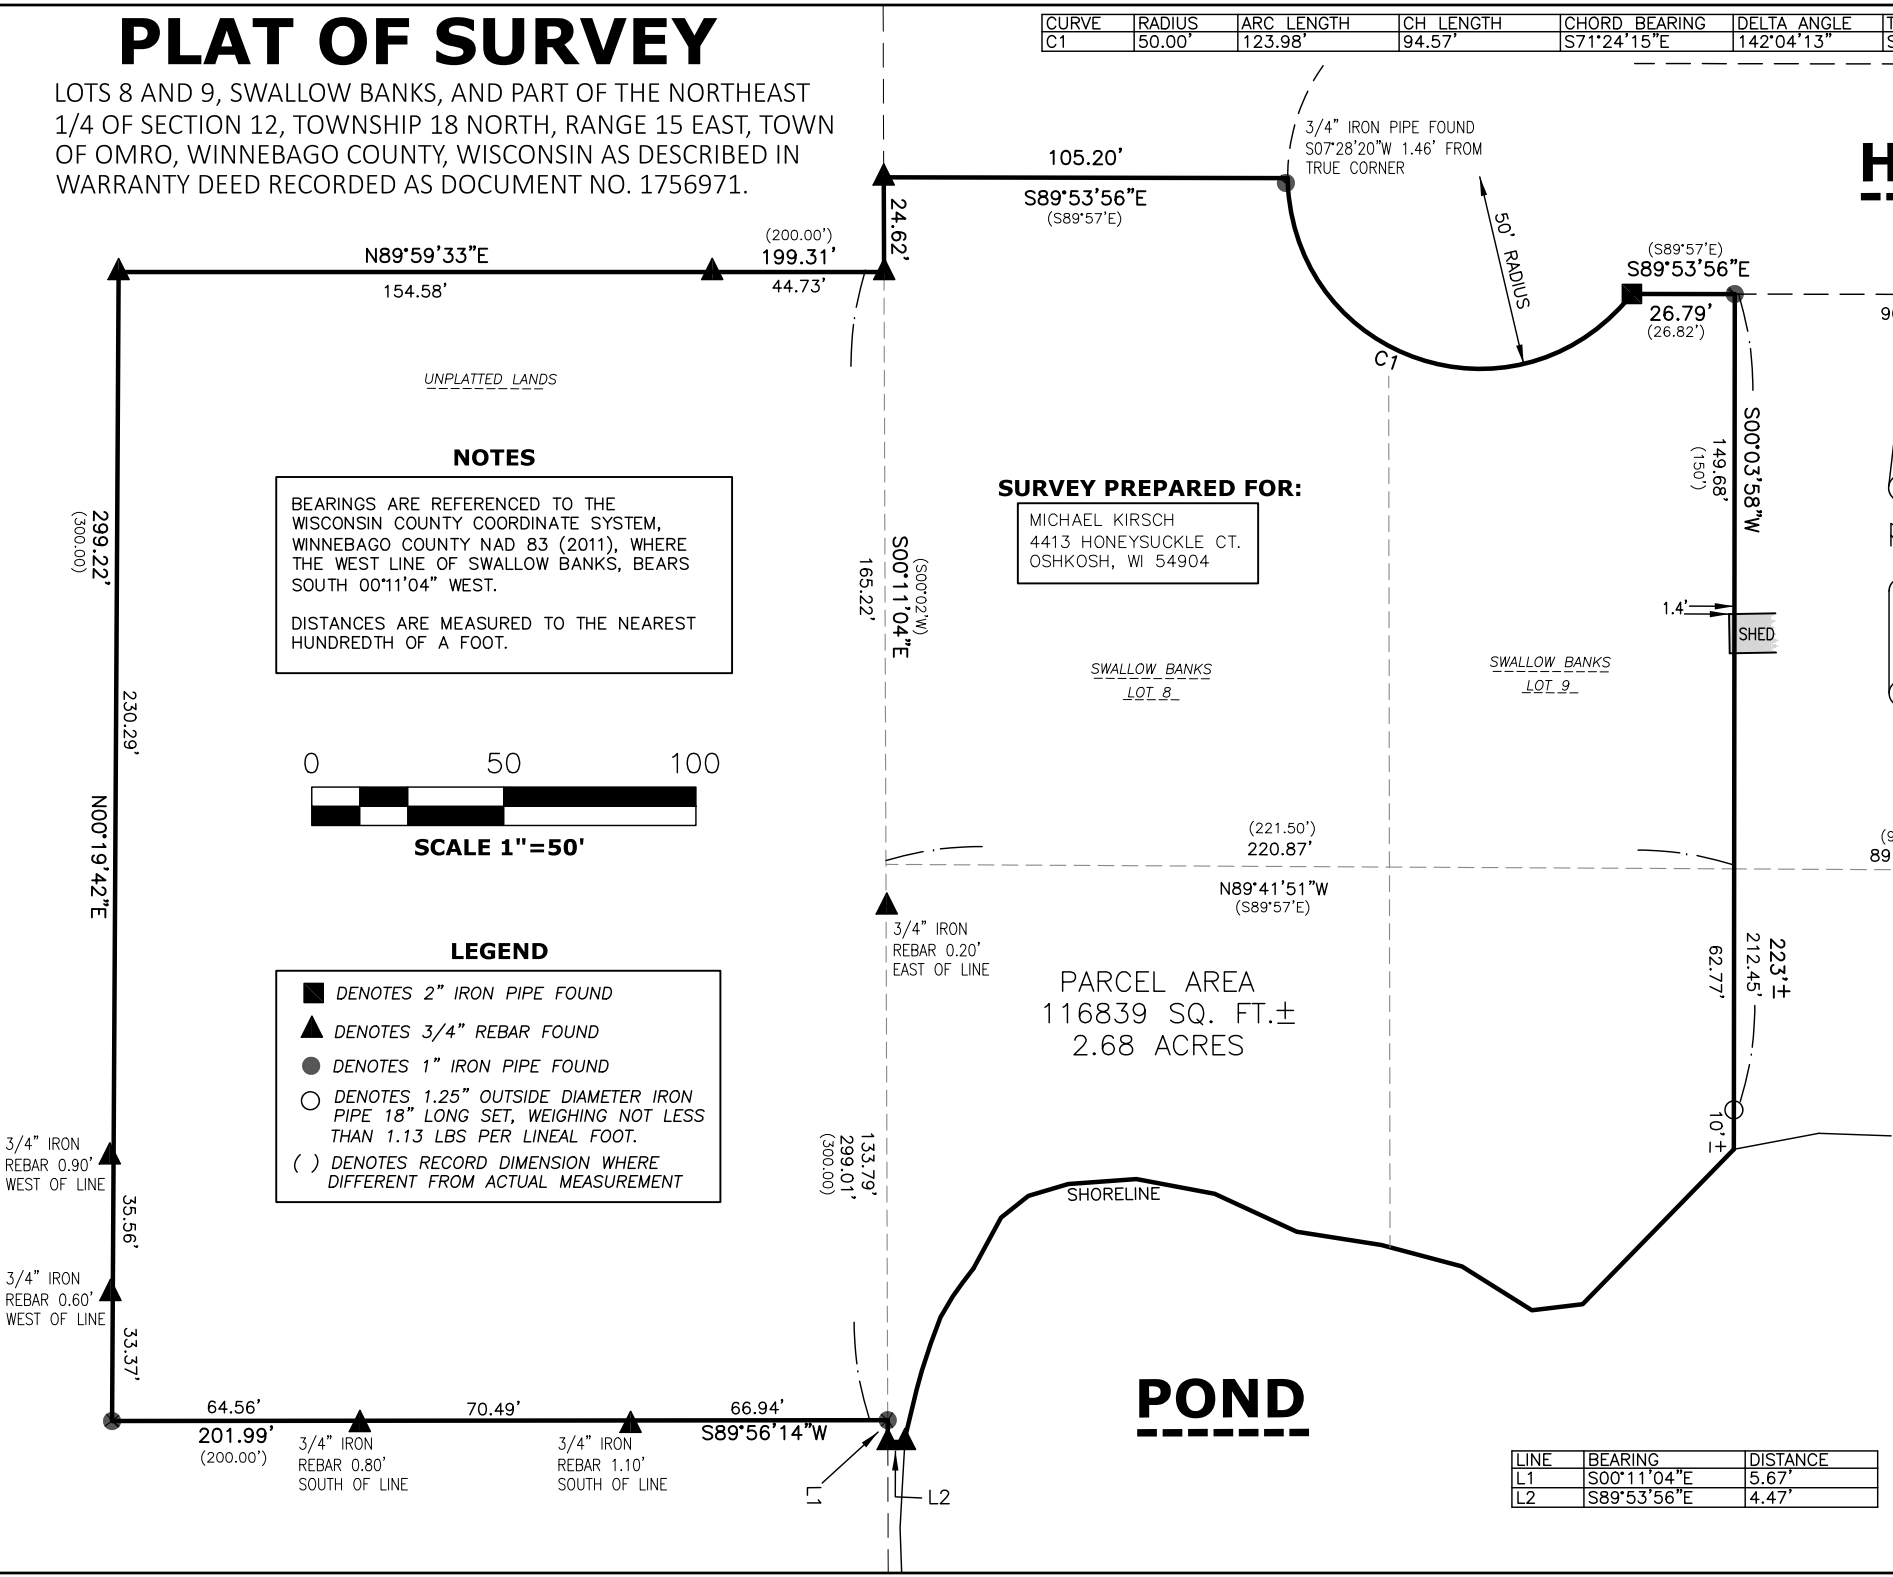 PLAT OF SURVEY
LOTS 8 AND 9, SWALLOW BANKS, AND PART OF THE NORTHEAST
1/4 OF SECTION 12, TOWNSHIP 18 NORTH, RANGE 15 EAST, TOWN
OF OMRO, WINNEBAGO COUNTY, WISCONSIN AS DESCRIBED IN
WARRANTY DEED RECORDED AS DOCUMENT NO. 1756971.
CURVE RADIUS ARC LENGTH CH LENGTH CHORD BEARING DELTA ANGLE
C1 50.00' 123.98' 94.57' S71°24'15"E 142°04'13"
3/4" IRON PIPE FOUND
S07°28'20"W 1.46' FROM
TRUE CORNER
105.20'
S89°53'56"E
(S89°57'E)
24.62'
50' RADIUS
C1
(S89°57'E)
S89°53'56"E
26.79'
(26.82')
N89°59'33"E
154.58'
(200.00')
199.31'
44.73'
UNPLATTED LANDS
NOTES
BEARINGS ARE REFERENCED TO THE
WISCONSIN COUNTY COORDINATE SYSTEM,
WINNEBAGO COUNTY NAD 83 (2011), WHERE
THE WEST LINE OF SWALLOW BANKS, BEARS
SOUTH 00°11'04" WEST.
DISTANCES ARE MEASURED TO THE NEAREST
HUNDREDTH OF A FOOT.
SURVEY PREPARED FOR:
MICHAEL KIRSCH
4413 HONEYSUCKLE CT.
OSHKOSH, WI 54904
299.22'
(300.00')
230.29'
N00°19'42"E
(S00°02'W)
S00°11'04"E
165.22'
S00°03'58"W
149.68'
(150')
1.4'
SHED
SWALLOW BANKS
LOT 8
SWALLOW BANKS
LOT 9
0 50 100
SCALE 1"=50'
(221.50')
220.87'
N89°41'51"W
(S89°57'E)
3/4" IRON
REBAR 0.20'
EAST OF LINE
PARCEL AREA
116839 SQ. FT.±
2.68 ACRES
223'±
212.45'
62.77'
10'±
LEGEND
DENOTES 2" IRON PIPE FOUND
DENOTES 3/4" REBAR FOUND
DENOTES 1" IRON PIPE FOUND
DENOTES 1.25" OUTSIDE DIAMETER IRON
PIPE 18" LONG SET, WEIGHING NOT LESS
THAN 1.13 LBS PER LINEAL FOOT.
( ) DENOTES RECORD DIMENSION WHERE
DIFFERENT FROM ACTUAL MEASUREMENT
3/4" IRON
REBAR 0.90'
WEST OF LINE
35.56'
3/4" IRON
REBAR 0.60'
WEST OF LINE
33.37'
133.79'
299.01'
(300.00)
SHORELINE
64.56'
70.49'
66.94'
201.99'
(200.00')
S89°56'14"W
3/4" IRON
REBAR 0.80'
SOUTH OF LINE
3/4" IRON
REBAR 1.10'
SOUTH OF LINE
L1
L2
POND
LINE BEARING DISTANCE
L1 S00°11'04"E 5.67'
L2 S89°53'56"E 4.47'